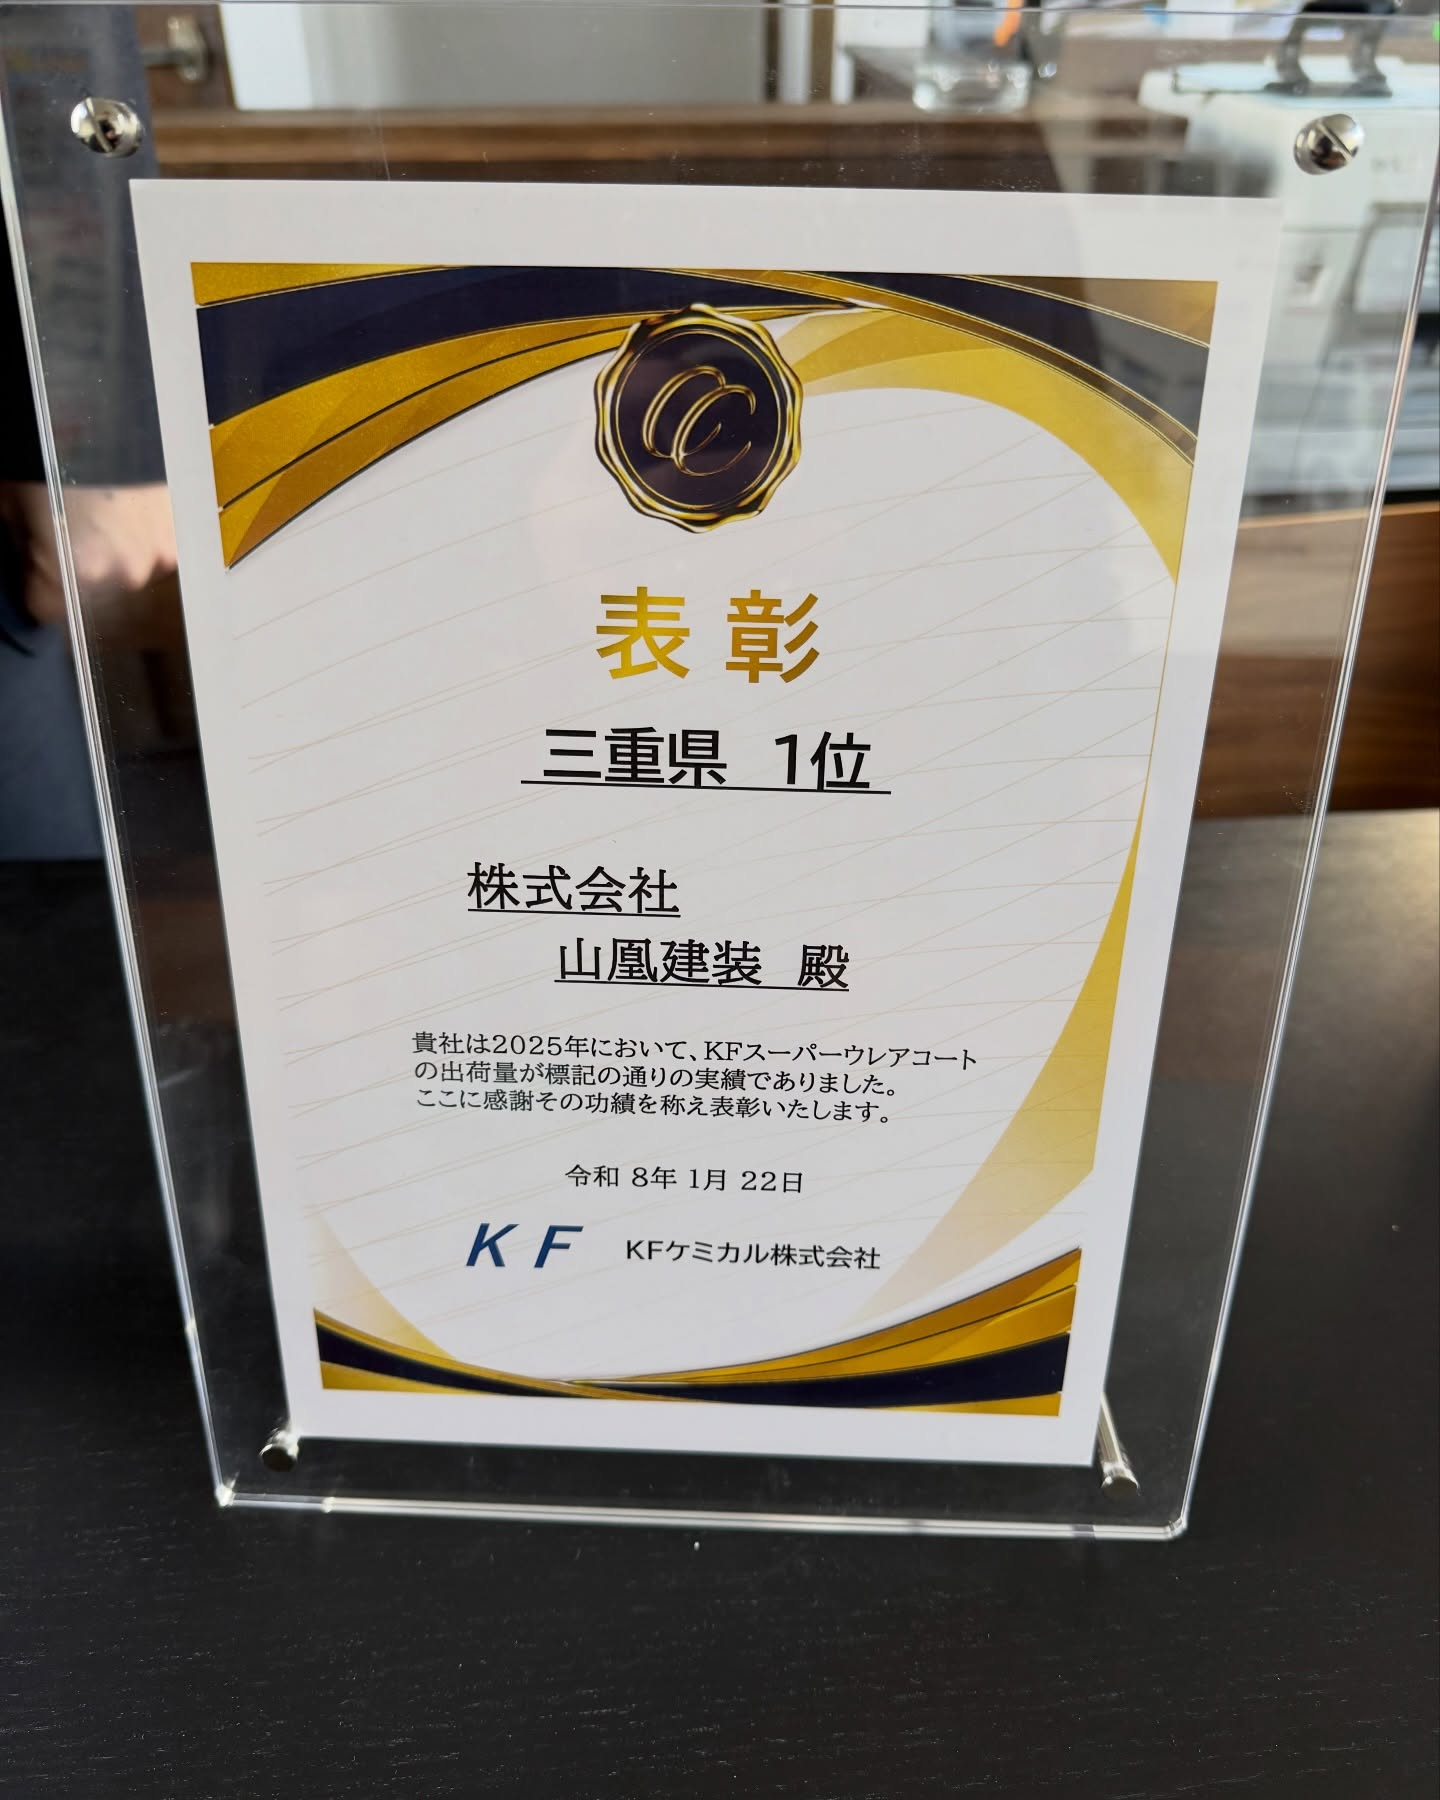 CC
表彰
三重県 1位
株式会社
山凰建装 殿
貴社は2025年において、KFスーパーウレアコート
の出荷量が標記の通りの実績でありました。
ここに感謝その功績を称え表彰いたします。
令和 8年 1月 22日
KF KFケミカル株式会社